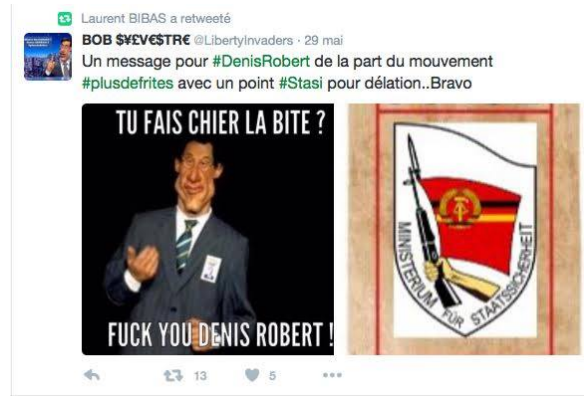 Laurent BIBAS a retweeté
BOB $¥£V€$TR€ @LibertyInvaders · 29 mai
Un message pour #DenisRobert de la part du mouvement
#plusdefrites avec un point #Stasi pour délation..Bravo
TU FAIS CHIER LA BITE ?
FUCK YOU DENIS ROBERT !
MINISTERIUM FÜR STAATSSICHERHEIT
13
5